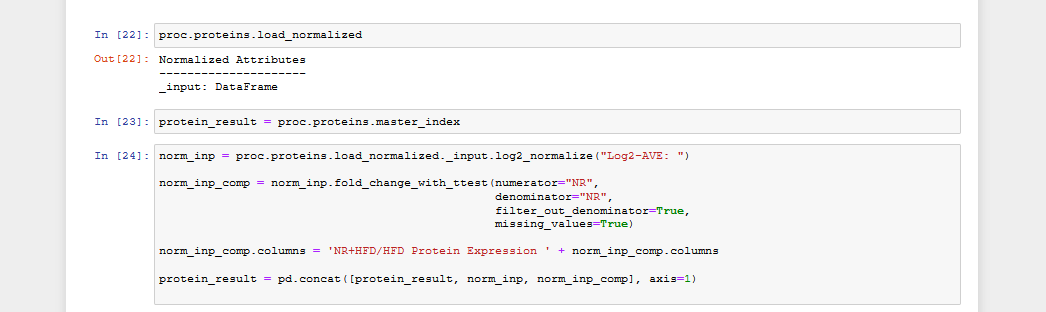 In [22]: proc.proteins.load_normalized
Out[22]: Normalized Attributes
---------------------
_input: DataFrame
In [23]: protein_result = proc.proteins.master_index
In [24]: norm_inp = proc.proteins.load_normalized._input.log2_normalize("Log2-AVE: ")
norm_inp_comp = norm_inp.fold_change_with_ttest(numerator="NR",
denominator="NR",
filter_out_denominator=True,
missing_values=True)
norm_inp_comp.columns = 'NR+HFD/HFD Protein Expression ' + norm_inp_comp.columns
protein_result = pd.concat([protein_result, norm_inp, norm_inp_comp], axis=1)